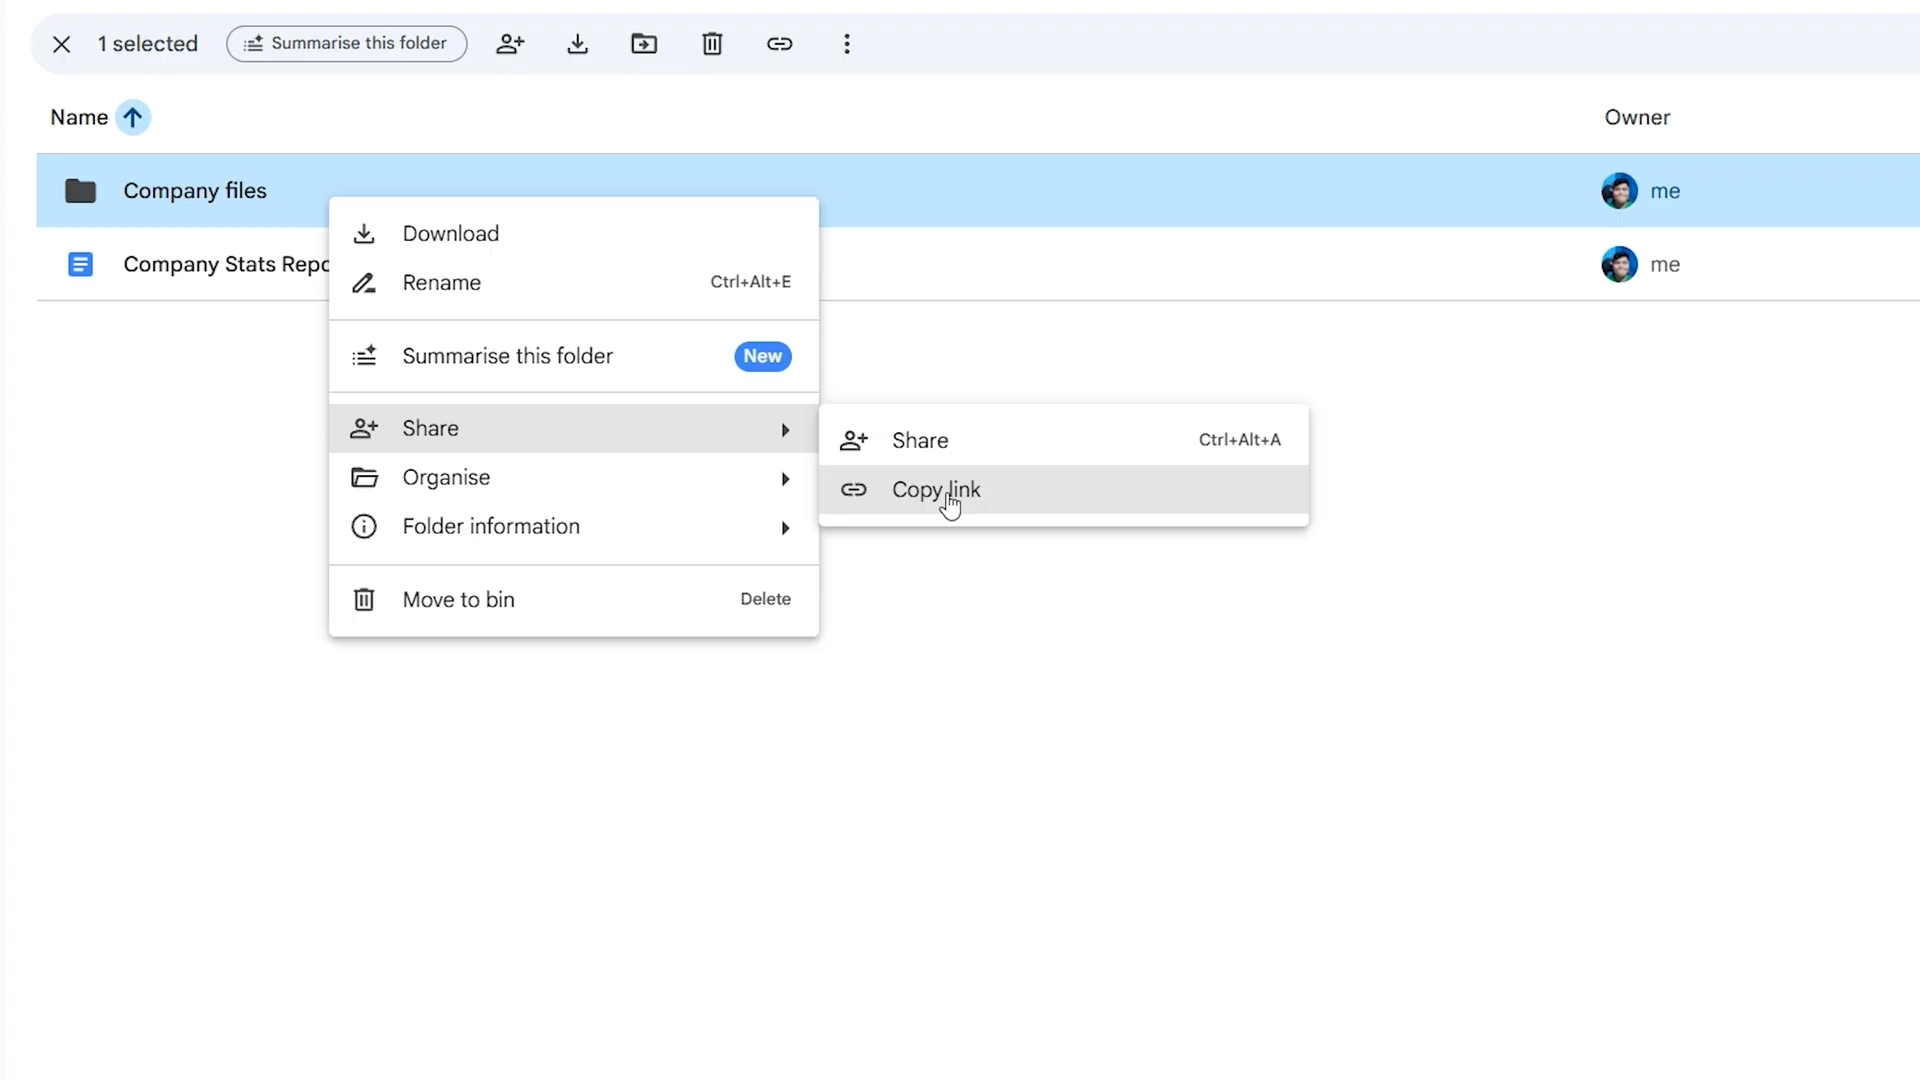 1 selected
Summarise this folder
Name
Owner
Company files
me
Company Stats Repo
me
Download
Rename
Ctrl+Alt+E
Summarise this folder
New
Share
Organise
Folder information
Move to bin
Delete
Share
Ctrl+Alt+A
Copy link